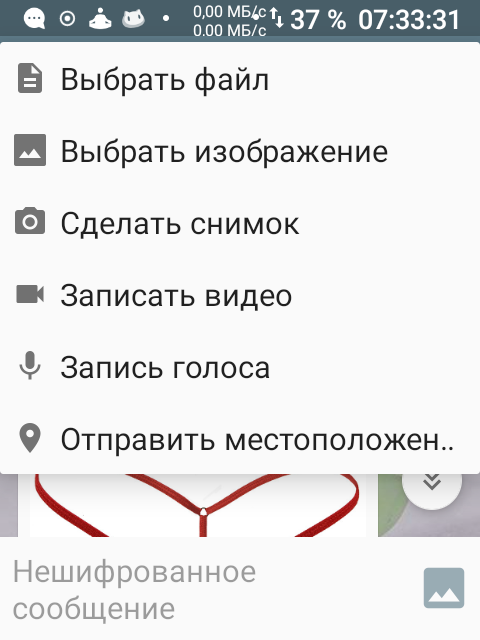 0,00 МБ/с
0.00 МБ/с
37 % 07:33:31
Выбрать файл
Выбрать изображение
Сделать снимок
Записать видео
Запись голоса
Отправить местоположен..
Нешифрованное
сообщение